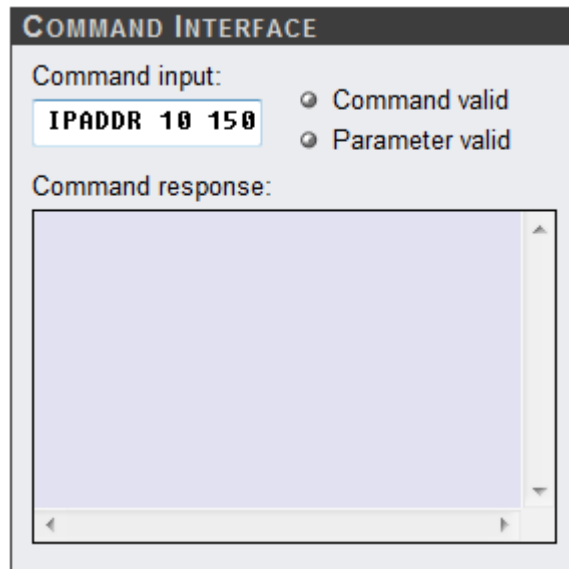 COMMAND INTERFACE
Command input:
IPADDR 10 150
Command valid
Parameter valid
Command response: